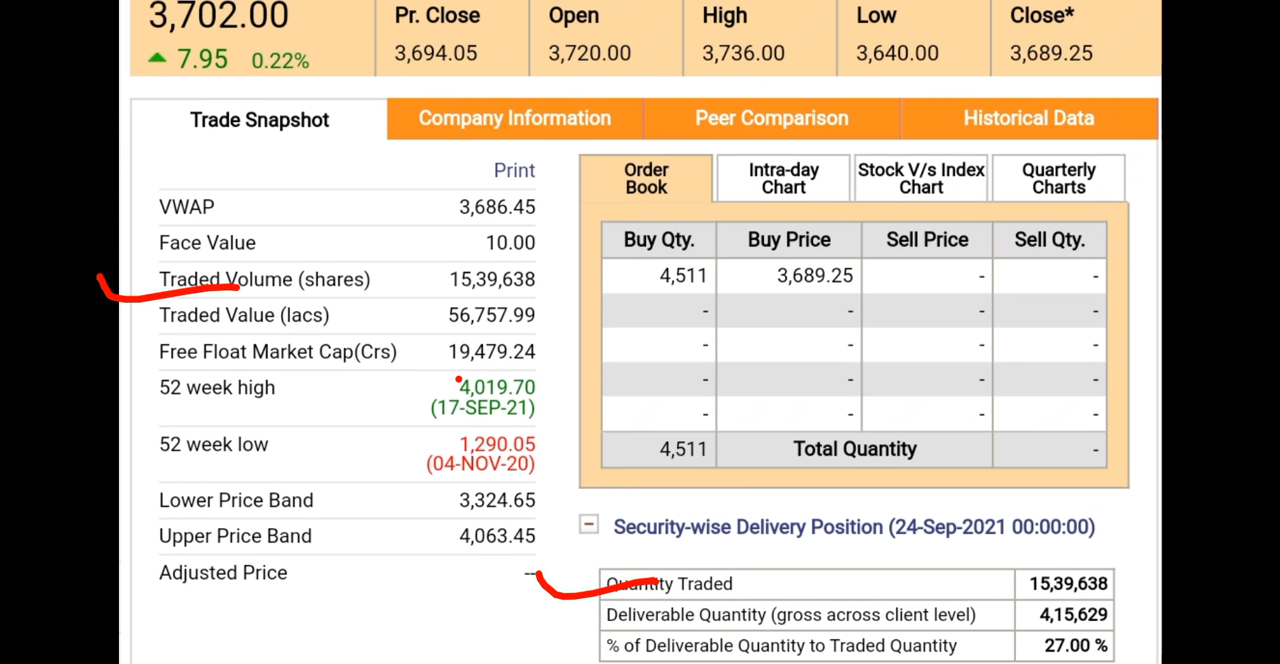 3,702.00 Pr. Close Open High Low Close*
7.95 0.22% 3,694.05 3,720.00 3,736.00 3,640.00 3,689.25
Trade Snapshot Company Information Peer Comparison Historical Data
Print
VWAP 3,686.45
Face Value 10.00
Traded Volume (shares) 15,39,638
Traded Value (lacs) 56,757.99
Free Float Market Cap(Crs) 19,479.24
52 week high 4,019.70
(17-SEP-21)
52 week low 1,290.05
(04-NOV-20)
Lower Price Band 3,324.65
Upper Price Band 4,063.45
Adjusted Price --
Order Book Intra-day Chart Stock V/s Index Chart Quarterly Charts
Buy Qty. Buy Price Sell Price Sell Qty.
4,511 3,689.25 - -
- - - -
- - - -
- - - -
- - - -
4,511 Total Quantity -
Security-wise Delivery Position (24-Sep-2021 00:00:00)
Quantity Traded 15,39,638
Deliverable Quantity (gross across client level) 4,15,629
% of Deliverable Quantity to Traded Quantity 27.00 %